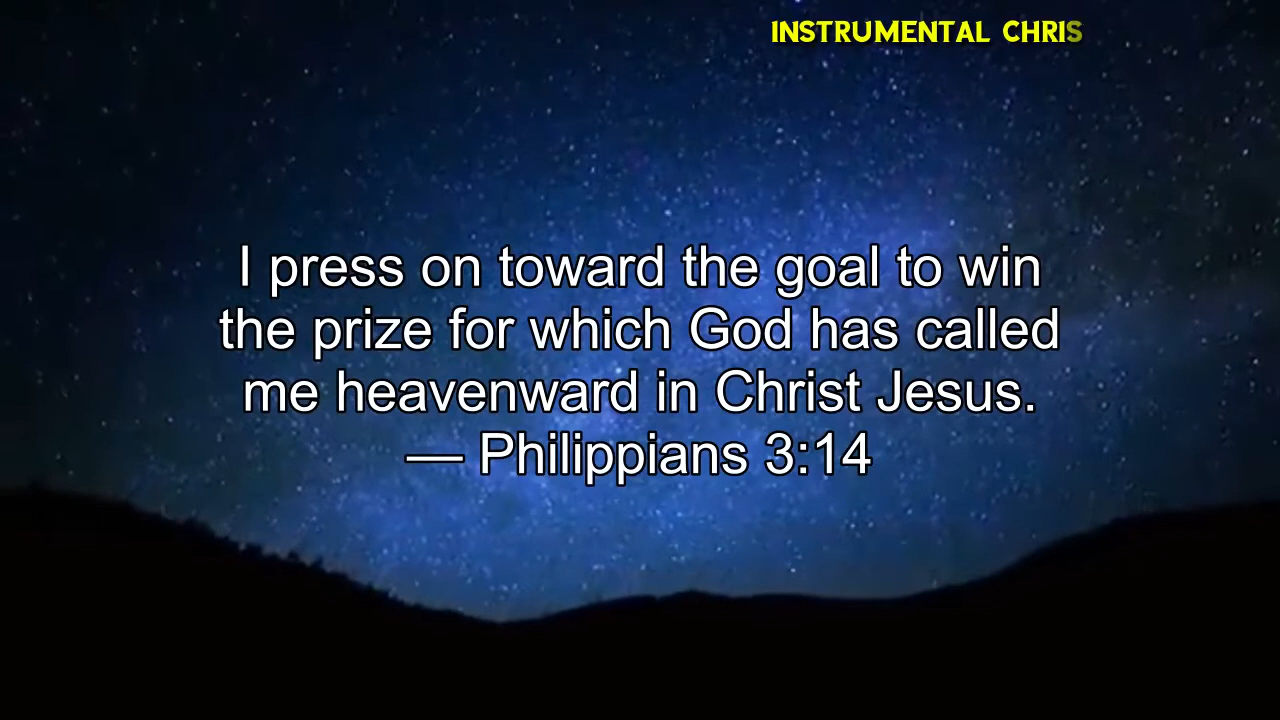 INSTRUMENTAL CHRIS
I press on toward the goal to win
the prize for which God has called
me heavenward in Christ Jesus.
— Philippians 3:14